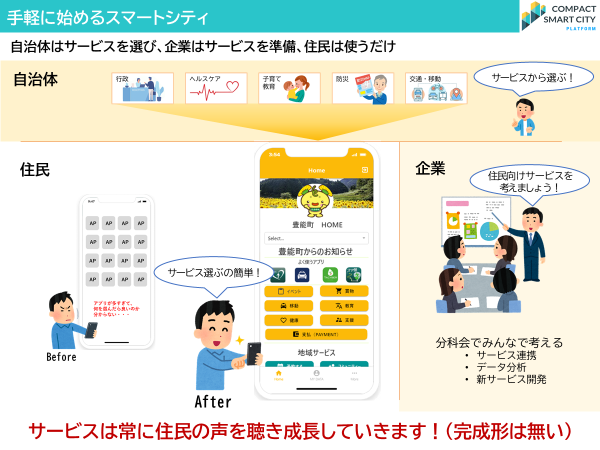 手軽に始めるスマートシティ
COMPACT
SMART CITY
PLATFORM
自治体はサービスを選び、企業はサービスを準備、住民は使うだけ
自治体
行政
ヘルスケア
子育て
教育
防災
交通・移動
サービスから選ぶ！
住民
AP AP AP AP
AP AP AP AP
AP AP AP AP
AP AP AP AP
アプリが多すぎて、
何を選んだら良いのか
分からない・・・
Before
サービス選ぶの簡単！
After
Home
豊能町 HOME
Select...
豊能町からのお知らせ
よく使うアプリ
イベント
買物
移動
教育
健康
支援
支払（PAYMENT）
地域サービス
企業
住民向けサービスを
考えましょう！
分科会でみんなで考える
• サービス連携
• データ分析
• 新サービス開発
サービスは常に住民の声を聴き成長していきます！（完成形は無い）